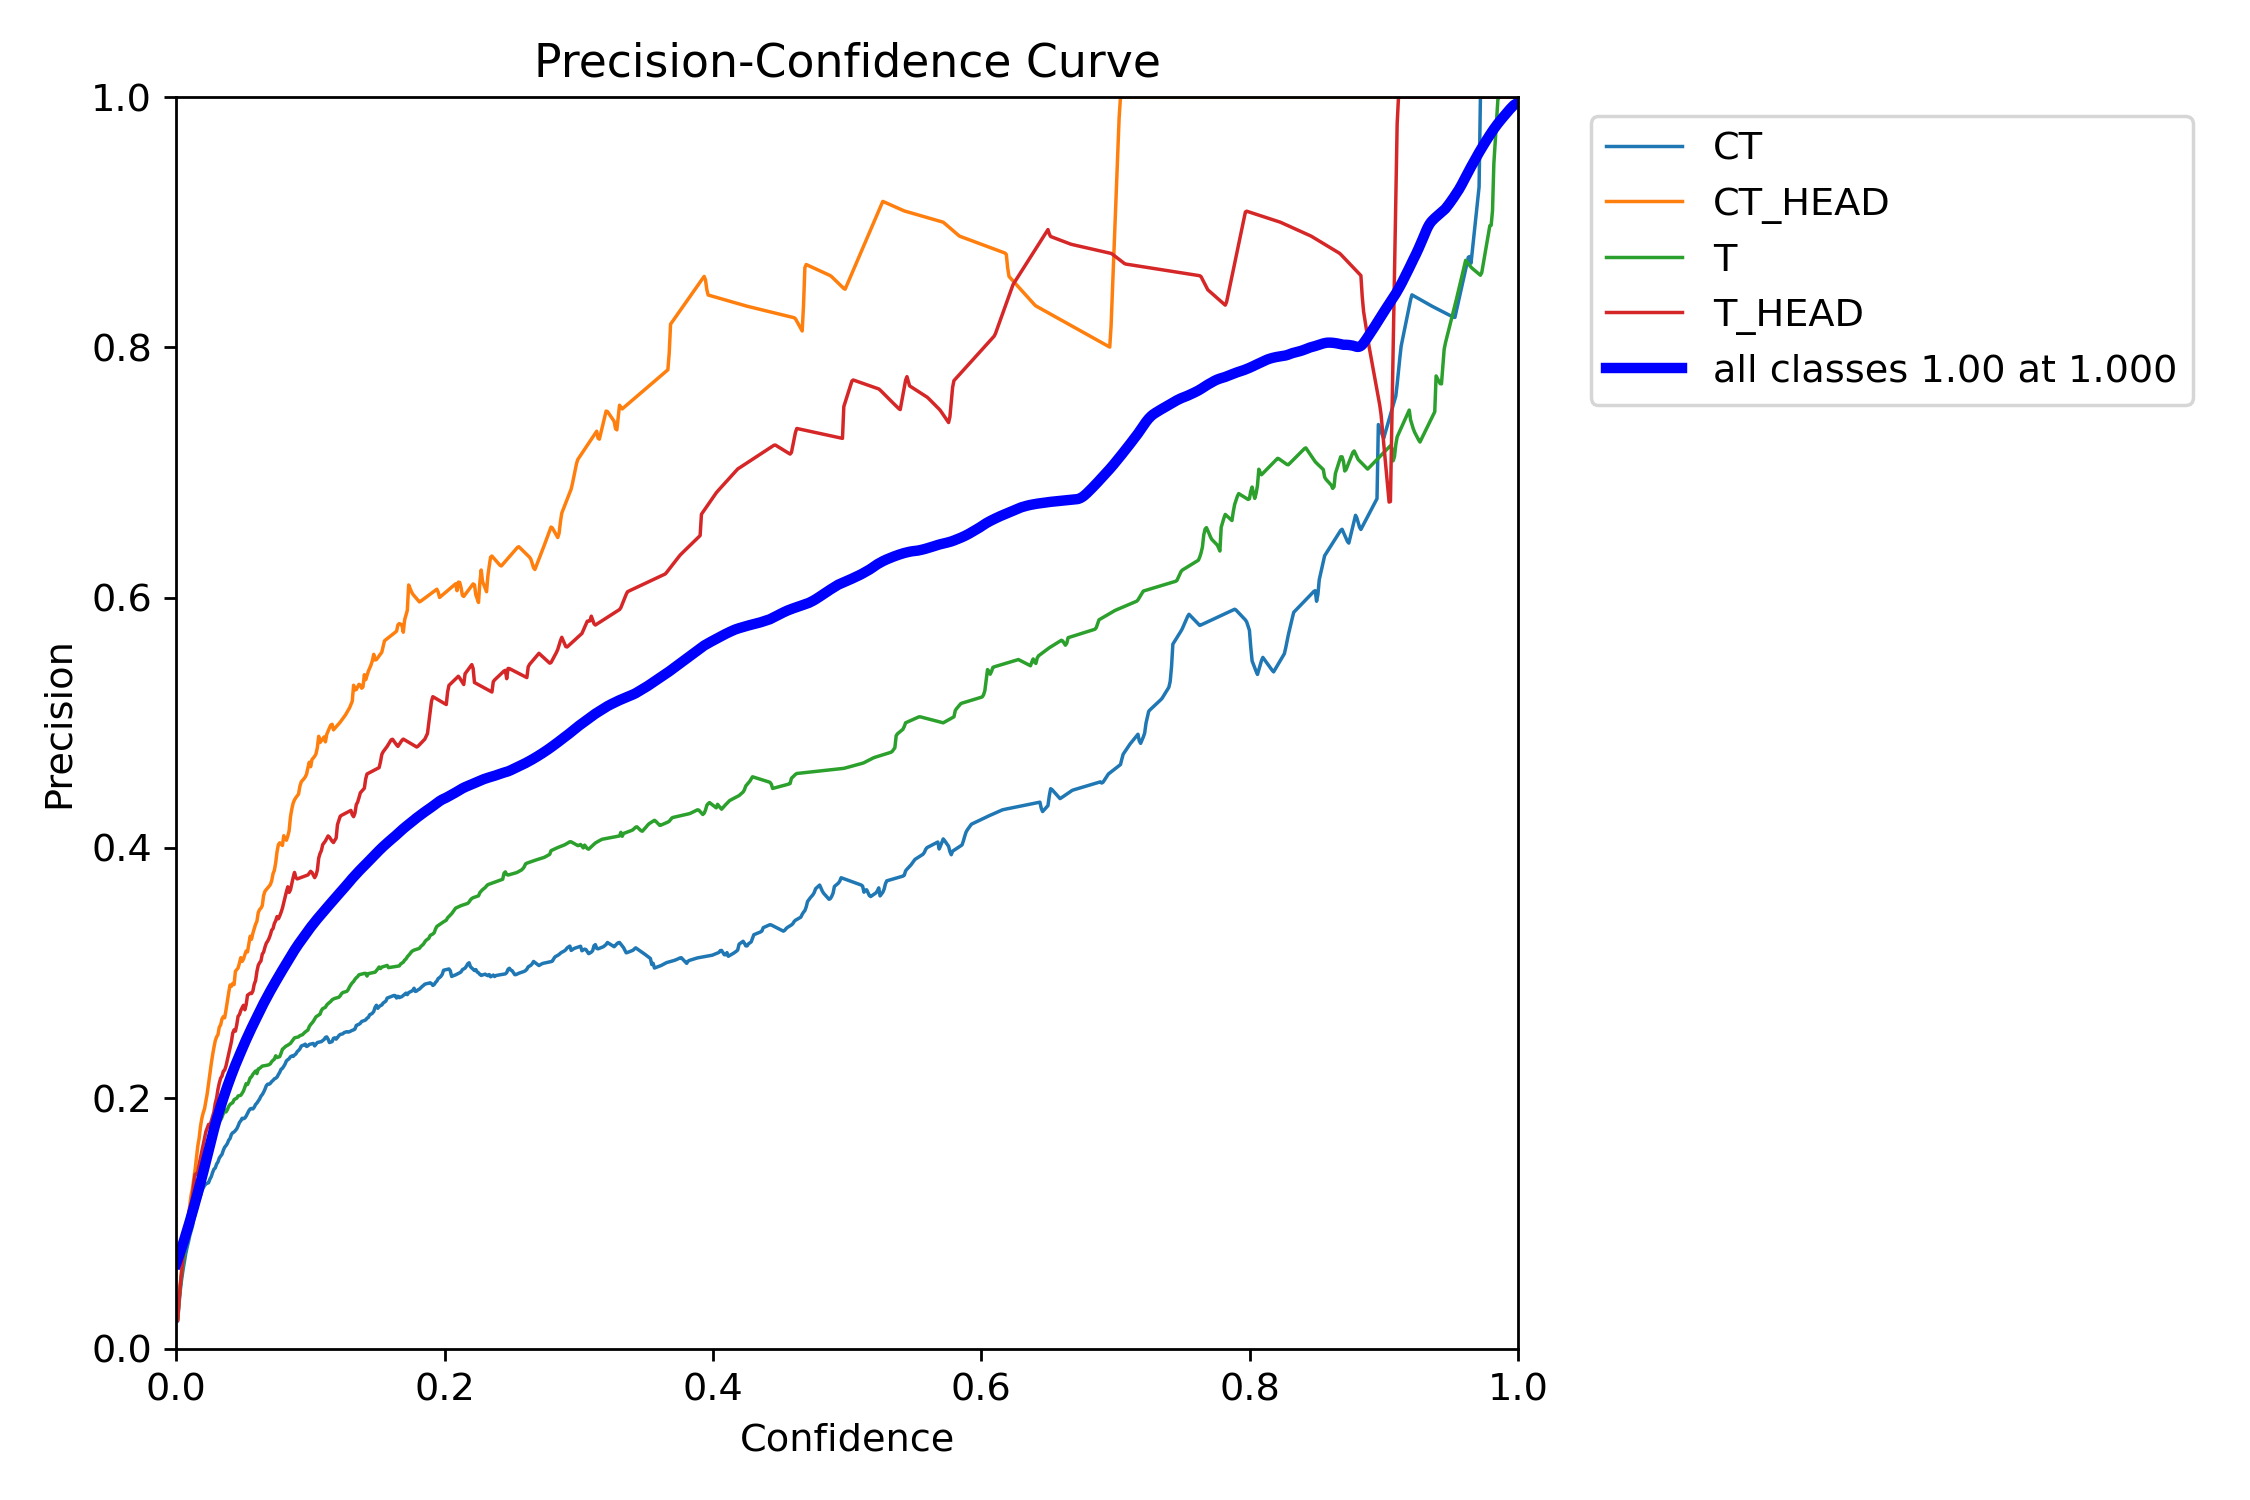 Precision-Confidence Curve
1.0
0.8
0.6
0.4
0.2
0.0
Precision
0.0 0.2 0.4 0.6 0.8 1.0
Confidence
CT
CT_HEAD
T
T_HEAD
all classes 1.00 at 1.000